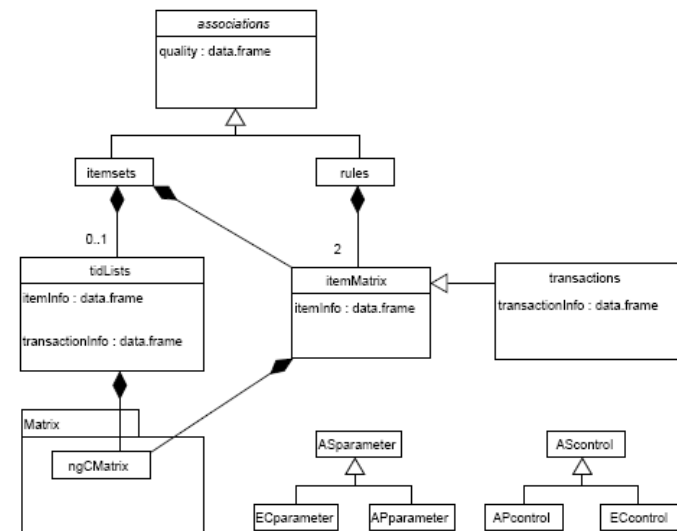 associations
quality : data.frame
itemsets
rules
0..1
2
tidLists
itemInfo : data.frame
transactionInfo : data.frame
itemMatrix
itemInfo : data.frame
transactions
transactionInfo : data.frame
Matrix
ngCMatrix
ASparameter
AScontrol
ECparameter
APparameter
APcontrol
ECcontrol